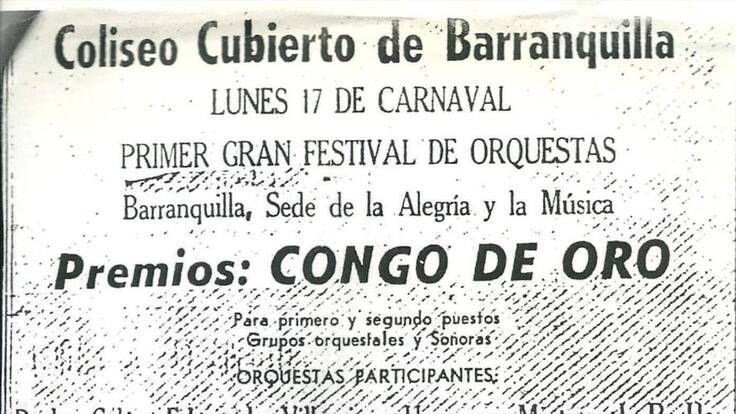 Coliseo Cubierto de Barranquilla
LUNES 17 DE CARNAVAL
PRIMER GRAN FESTIVAL DE ORQUESTAS
Barranquilla, Sede de la Alegría y la Música
Premios: CONGO DE ORO
Para primero y segundo puestos
Grupos orquestales y Sonoras
ORQUESTAS PARTICIPANTES: